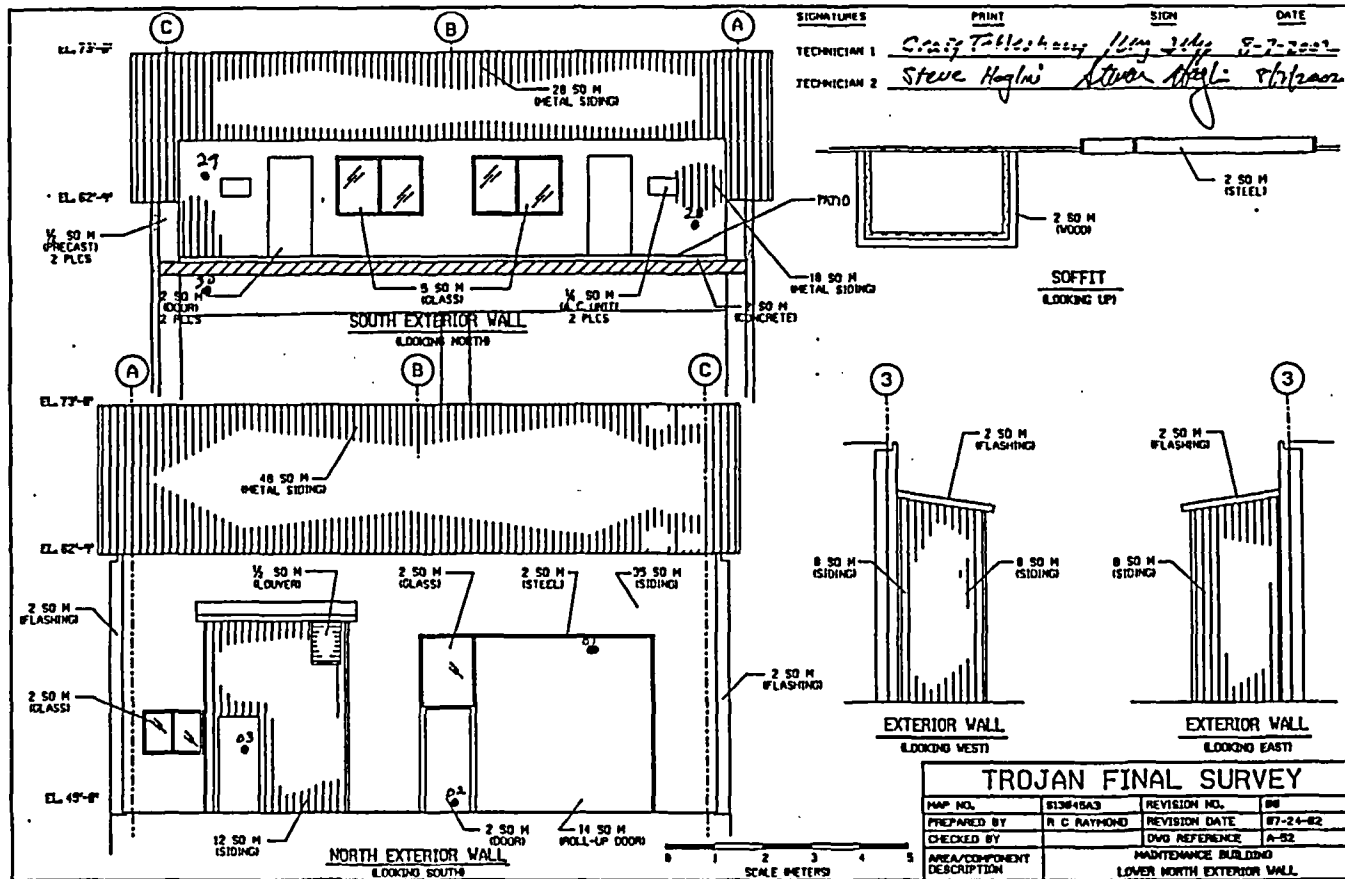 SIGNATURES PRINT SIGN DATE
TECHNICIAN 1
TECHNICIAN 2 Steve Hoglin 8/7/2002
C B A
EL. 73'-8"
28 SQ M
(METAL SIDING)
29
EL. 62'-9"
½ SQ M
(PRECAST)
2 PLCS
28
PATIO
30
2 SQ M
(DOOR)
2 PLCS
5 SQ M
(GLASS)
(A.C. UNIT)
2 PLCS
SQ M
(CONCRETE)
18 SQ M
(METAL SIDING)
SOUTH EXTERIOR WALL
(LOOKING NORTH)
2 SQ M
(STEEL)
2 SQ M
(WOOD)
SOFFIT
(LOOKING UP)
A B C
EL. 73'-8"
48 SQ M
(METAL SIDING)
EL. 62'-9"
½ SQ M
(LOUVER)
2 SQ M
(GLASS)
2 SQ M
(STEEL)
35 SQ M
(SIDING)
2 SQ M
(FLASHING)
01
2 SQ M
(FLASHING)
2 SQ M
(GLASS)
03
02
EL. 49'-8"
12 SQ M
(SIDING)
2 SQ M
(DOOR)
14 SQ M
(ROLL-UP DOOR)
NORTH EXTERIOR WALL
(LOOKING SOUTH)
0 1 2 3 4 5
SCALE (METERS)
3
2 SQ M
(FLASHING)
8 SQ M
(SIDING)
8 SQ M
(SIDING)
EXTERIOR WALL
(LOOKING WEST)
3
2 SQ M
(FLASHING)
8 SQ M
(SIDING)
EXTERIOR WALL
(LOOKING EAST)
TROJAN FINAL SURVEY
MAP NO. REVISION NO. 00
PREPARED BY R C RAYMOND REVISION DATE 07-24-02
CHECKED BY DWG REFERENCE A-52
AREA/COMPONENT DESCRIPTION MAINTENANCE BUILDING
LOWER NORTH EXTERIOR WALL